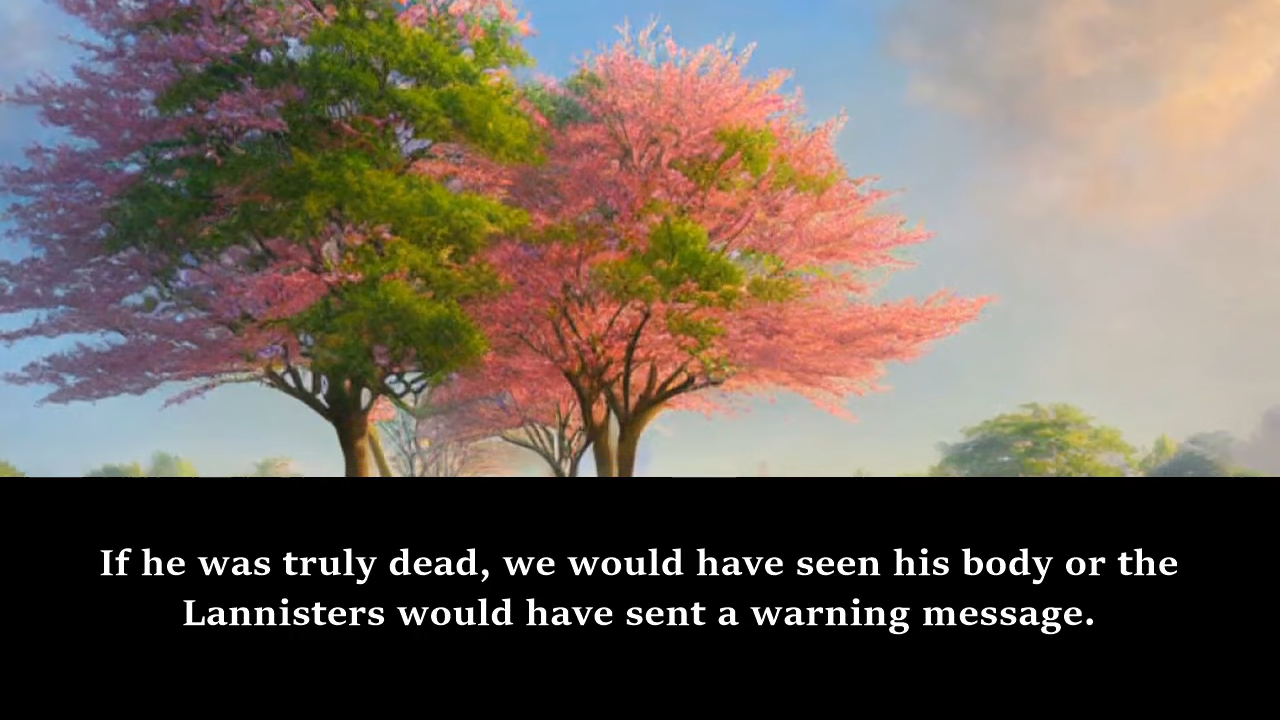 If he was truly dead, we would have seen his body or the
Lannisters would have sent a warning message.